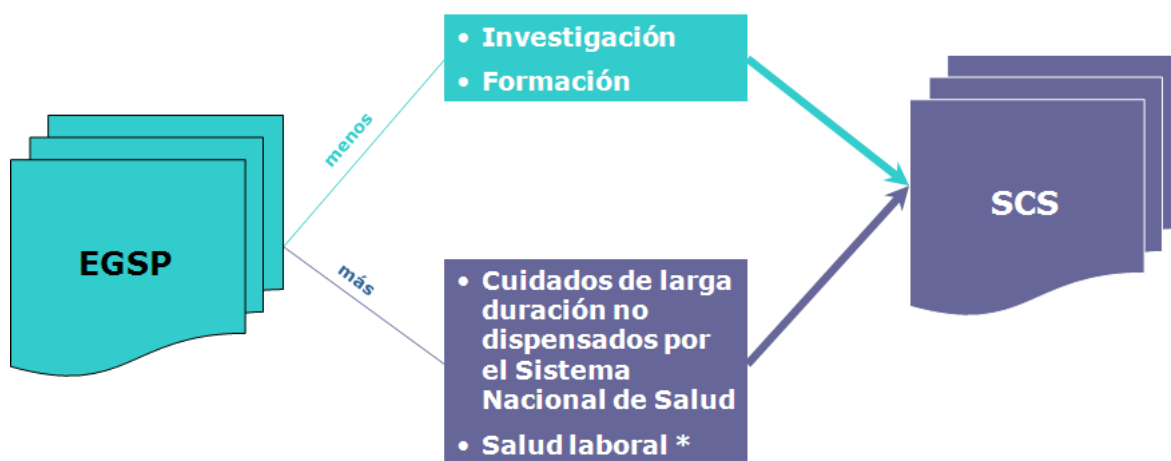 • Investigación
• Formación
menos
EGSP
más
• Cuidados de larga
duración no
dispensados por
el Sistema
Nacional de Salud
• Salud laboral *
SCS